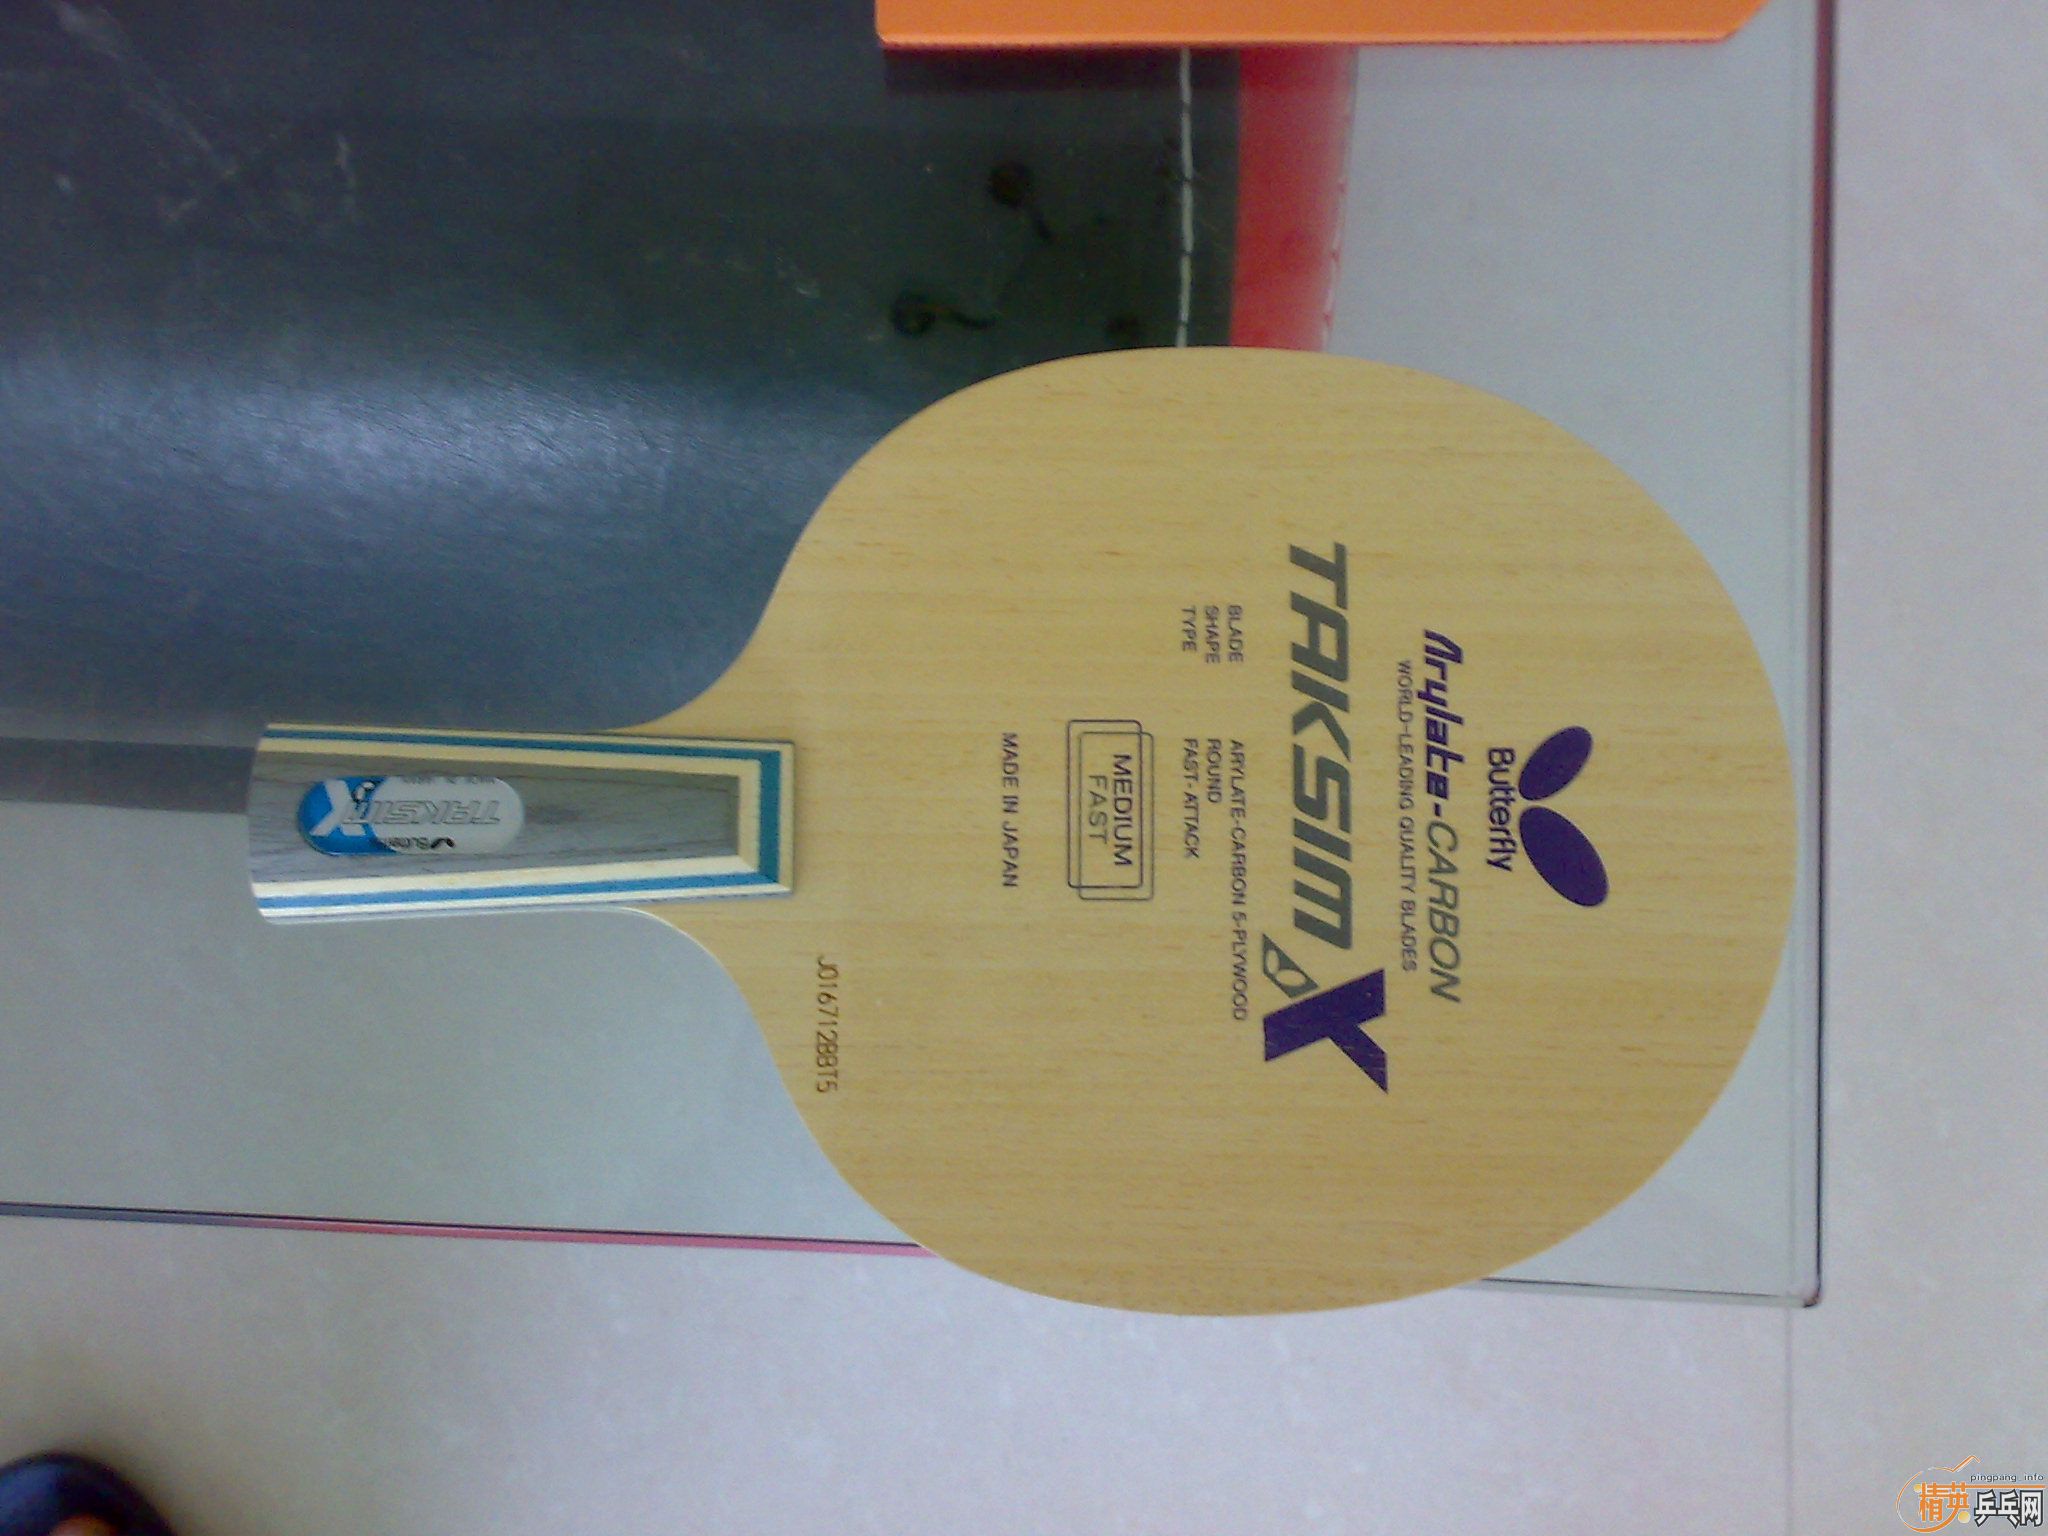 Butterfly
Arylate-CARBON
WORLD-LEADING QUALITY BLADES
TAKSIM X
BLADE ARYLATE-CARBON 5-PLYWOOD
SHAPE ROUND
TYPE FAST-ATTACK
MEDIUM
FAST
MADE IN JAPAN
J016712BBT5
TAKSIM X
pingpang.info
精英乒乓网